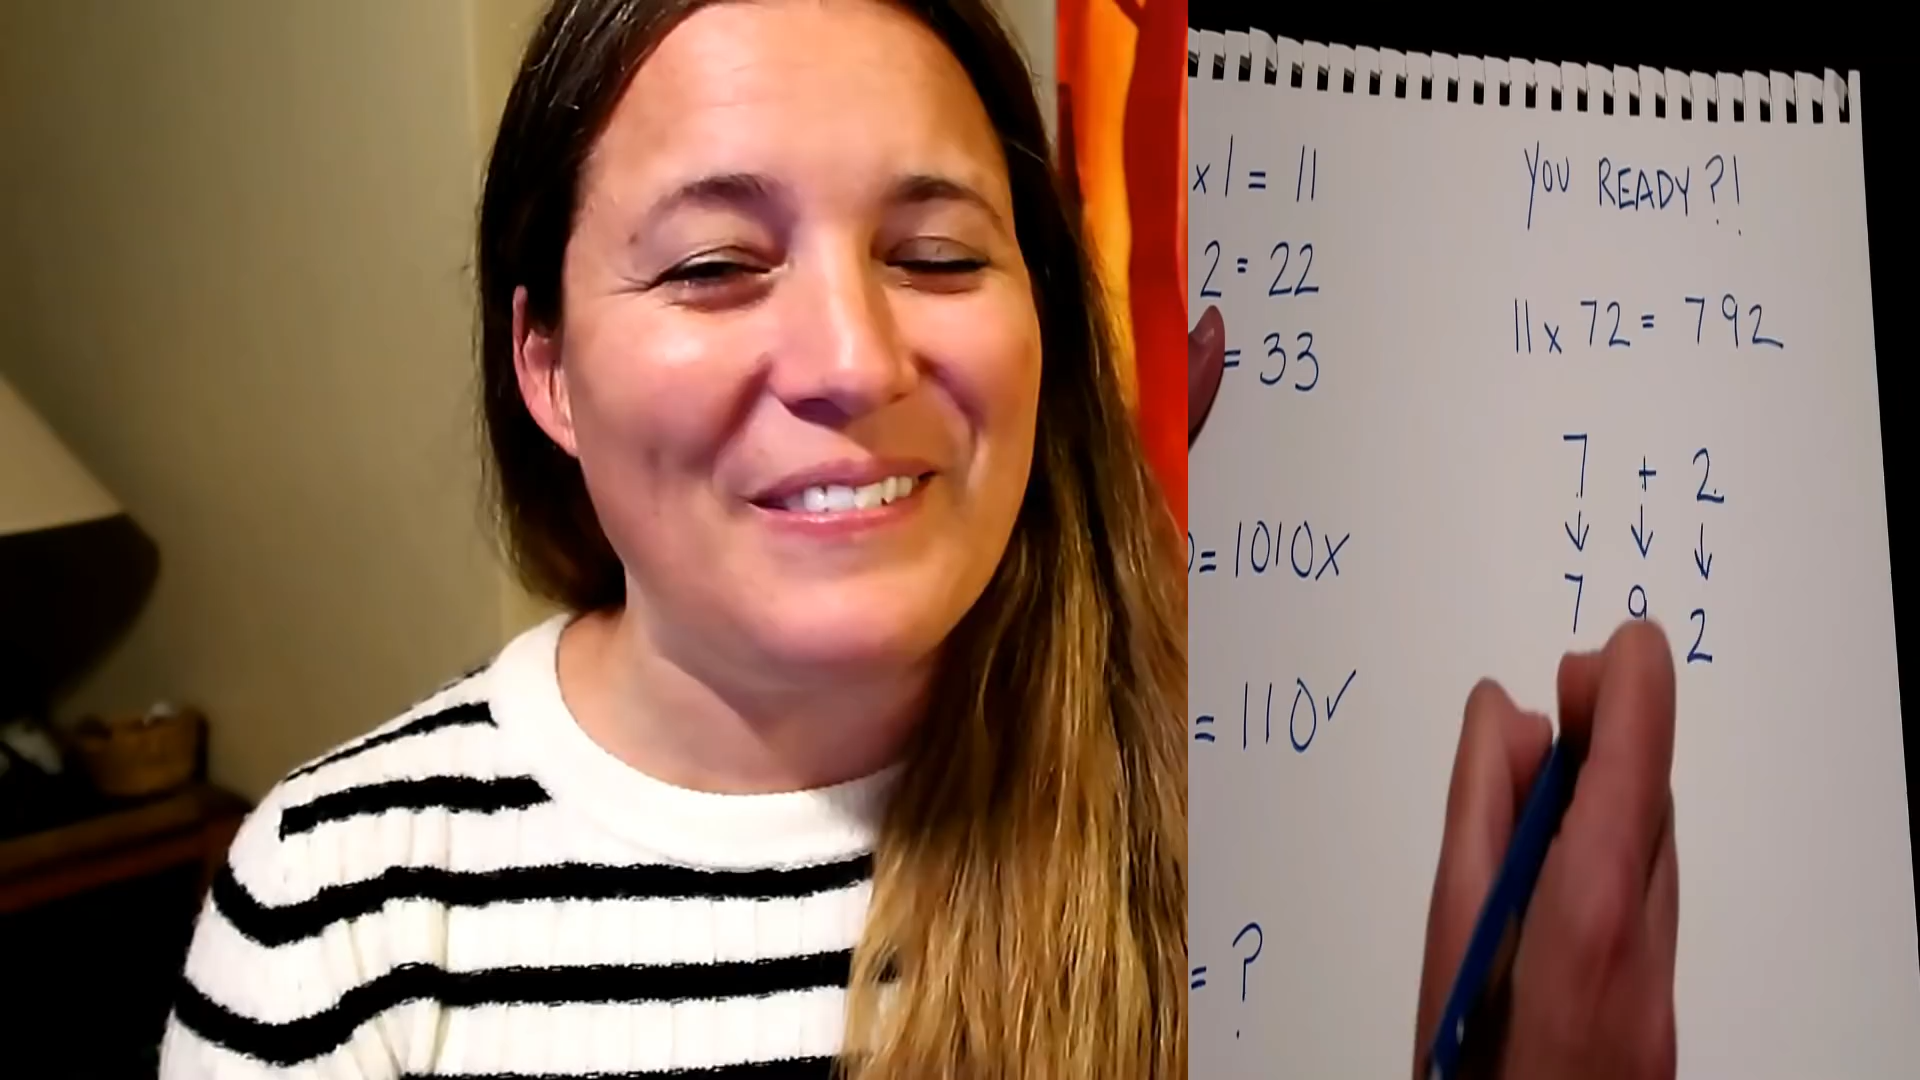 x 1 = 11
2 = 22
= 33
= 1010x
= 110✓
= ?
YOU READY?!
11 x 72 = 792
7 + 2
↓ ↓ ↓
7 9 2